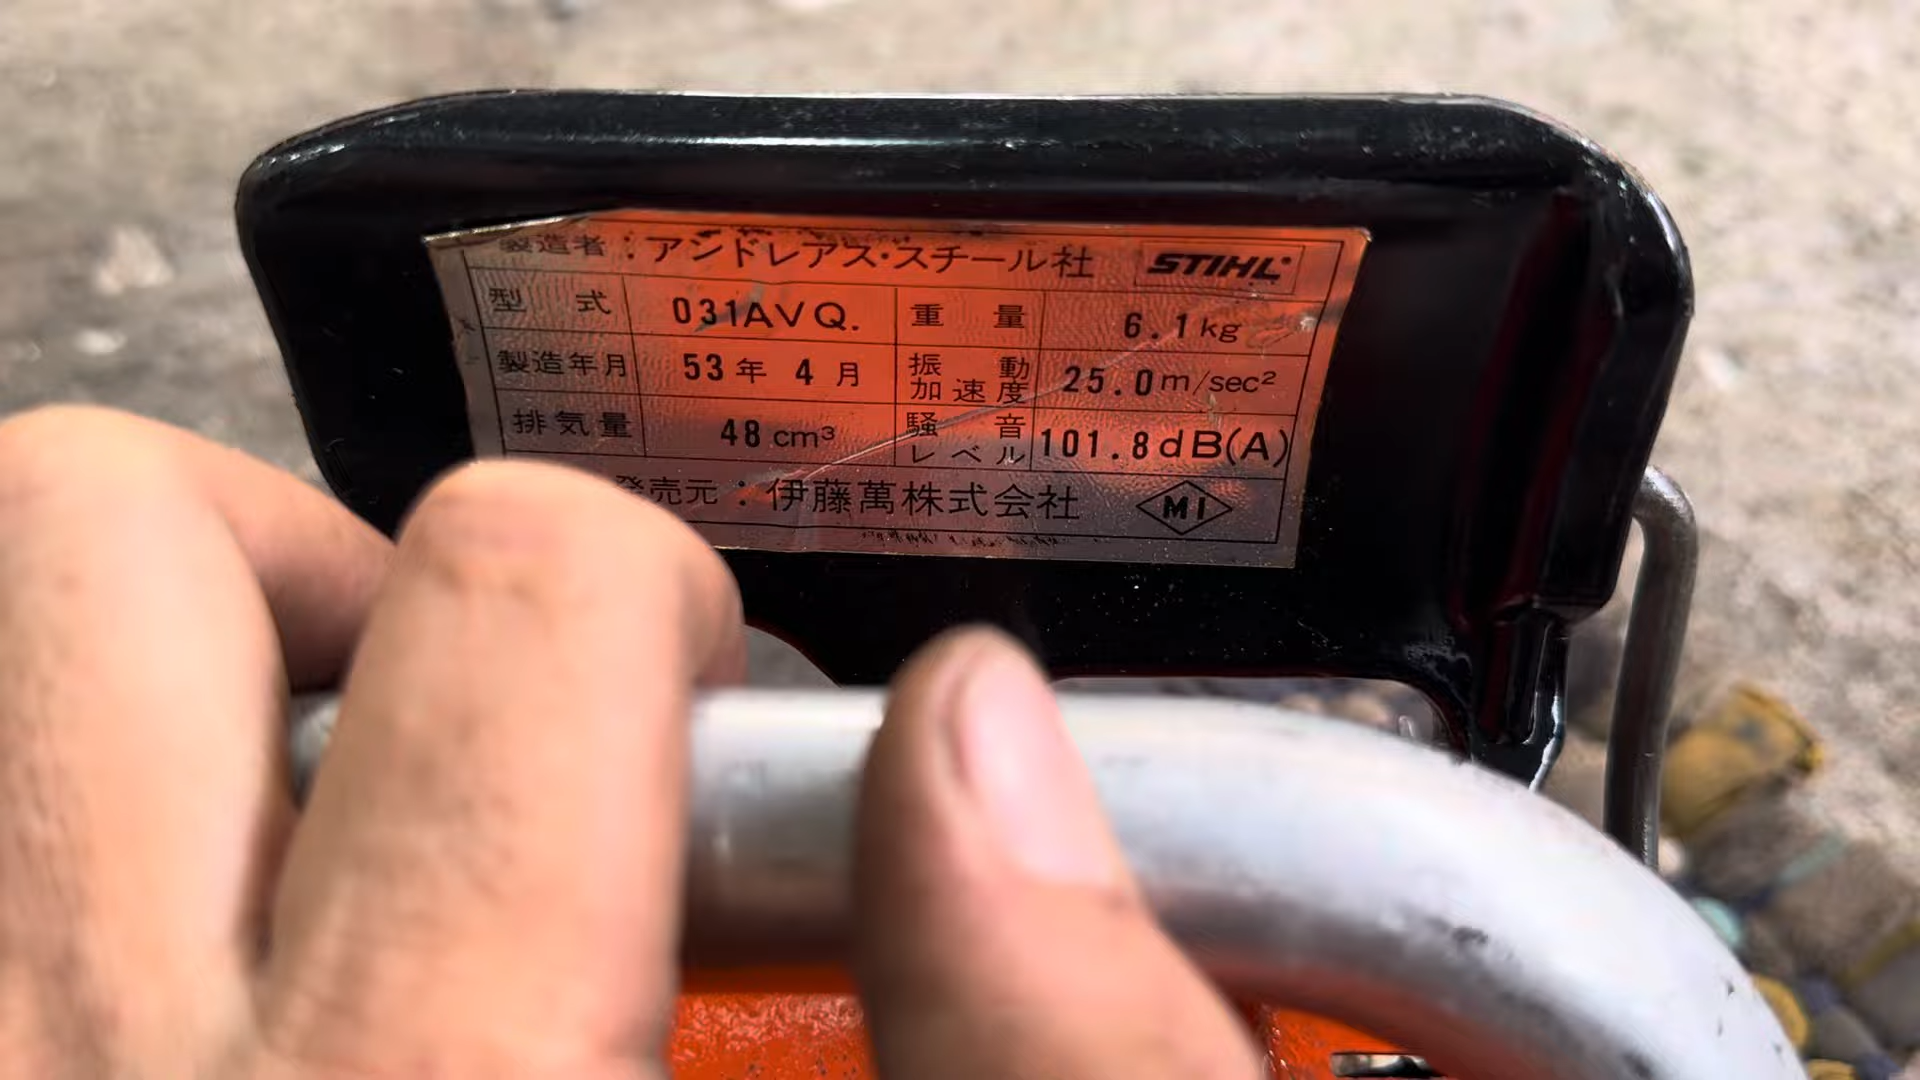 製造者：アンドレアス・スチール社 STIHL
型式 031AVQ. 重量 6.1kg
製造年月 53年 4月 振動加速度 25.0m/sec²
排気量 48cm³ 騒音レベル 101.8dB(A)
発売元：伊藤萬株式会社 MI